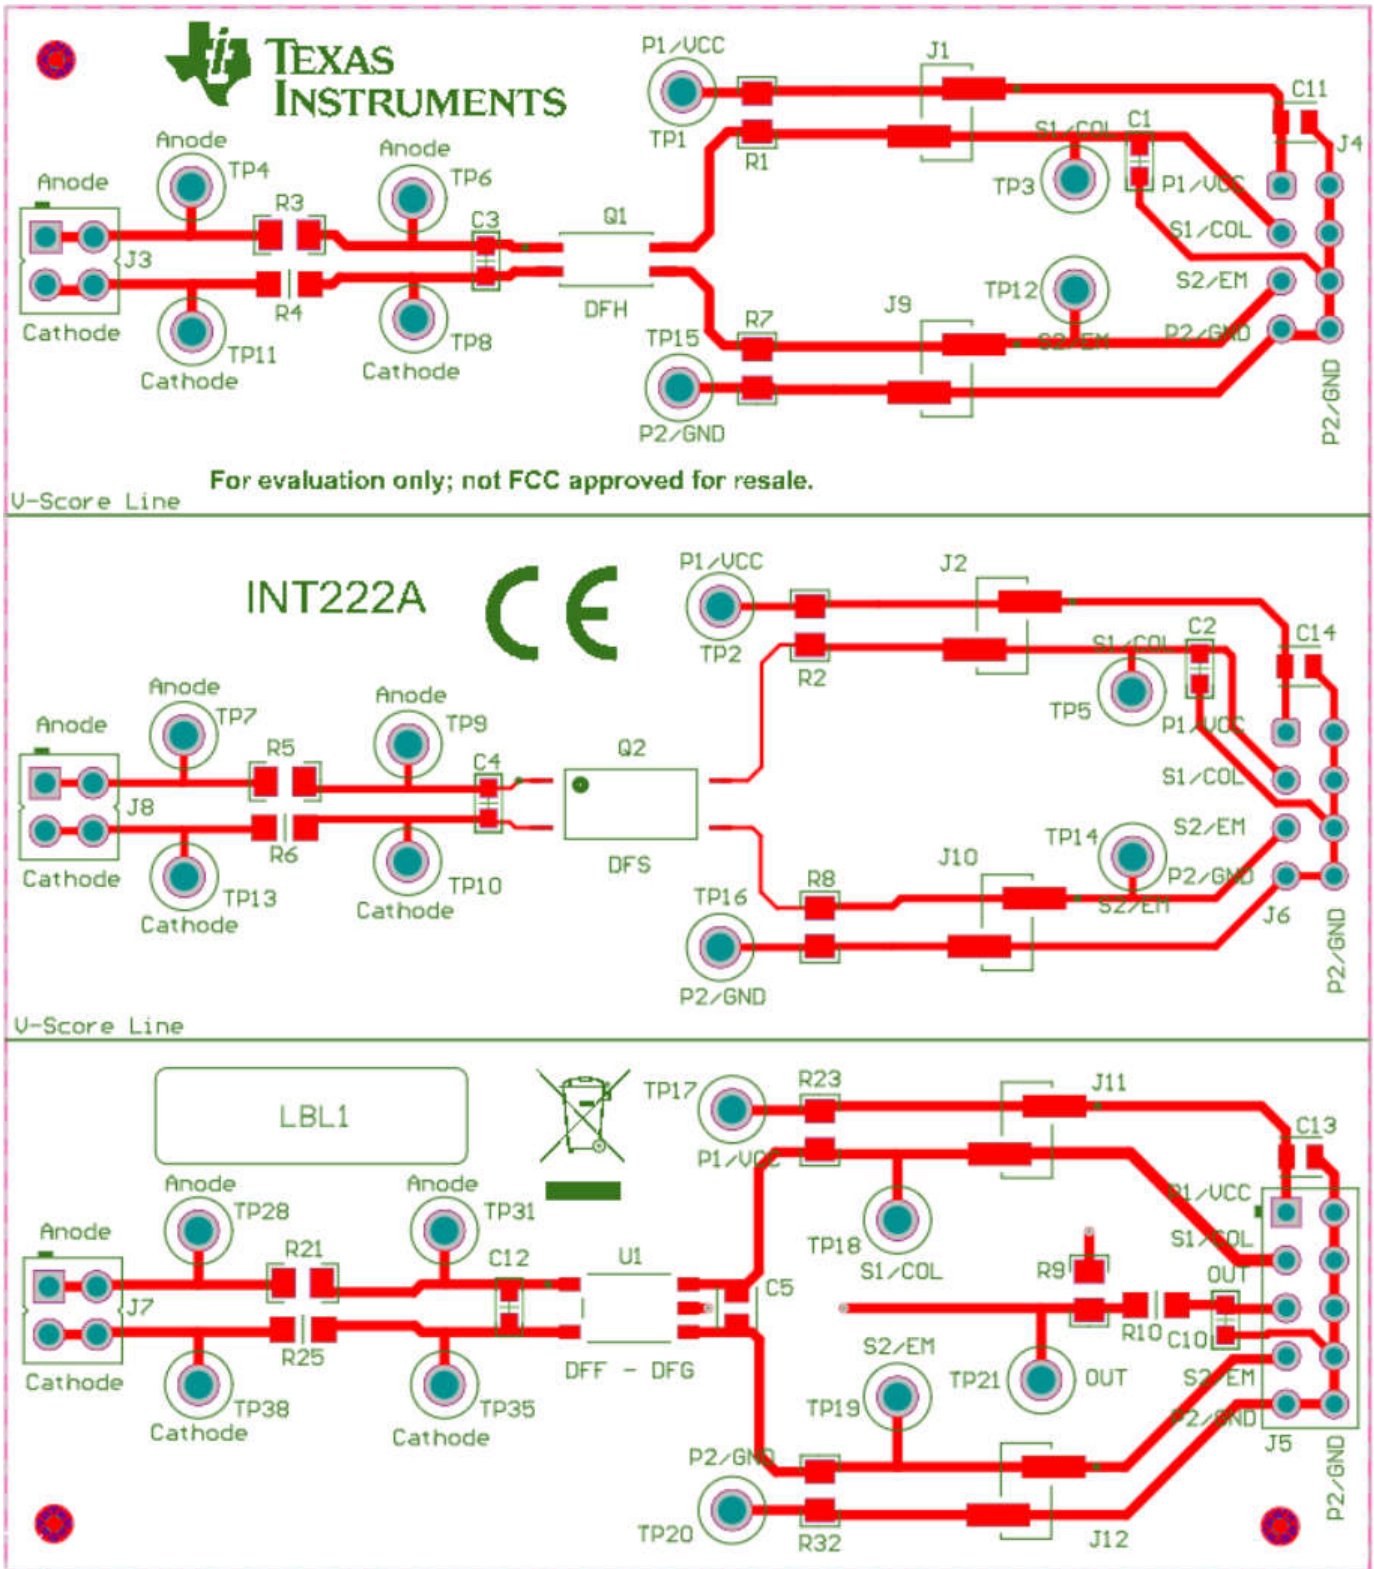 TEXAS
INSTRUMENTS
P1/VCC
J1
C11
TP1
R1
S1/COL
C1
J4
Anode
TP4
Anode
TP6
TP3
P1/VCC
Anode
R3
C3
Q1
S1/COL
J3
TP12
S2/EM
R4
DFH
J9
Cathode
TP11
TP8
TP15
R7
S2/EM
P2/GND
Cathode
Cathode
P2/GND
P2/GND
For evaluation only; not FCC approved for resale.
V-Score Line
P1/VCC
J2
INT222A
CE
TP2
R2
S1/COL
C2
C14
Anode
TP7
Anode
TP9
TP5
P1/VCC
Anode
R5
C4
Q2
S1/COL
J8
R6
S2/EM
TP14
Cathode
TP13
TP10
DFS
J10
R8
P2/GND
Cathode
Cathode
TP16
S2/EM
J6
P2/GND
P2/GND
V-Score Line
LBL1
TP17
R23
J11
C13
P1/VCC
Anode
TP28
Anode
TP31
P1/VCC
Anode
R21
C12
U1
C5
TP18
S1/COL
S1/COL
R9
OUT
J7
R25
DFF - DFG
S2/EM
R10
C10
Cathode
TP38
TP35
TP19
TP21
OUT
S2/EM
Cathode
Cathode
P2/GND
P2/GND
J5
P2/GND
TP20
R32
J12